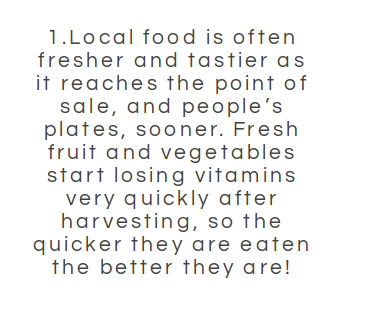 1.Local food is often
fresher and tastier as
it reaches the point of
sale, and people’s
plates, sooner. Fresh
fruit and vegetables
start losing vitamins
very quickly after
harvesting, so the
quicker they are eaten
the better they are!